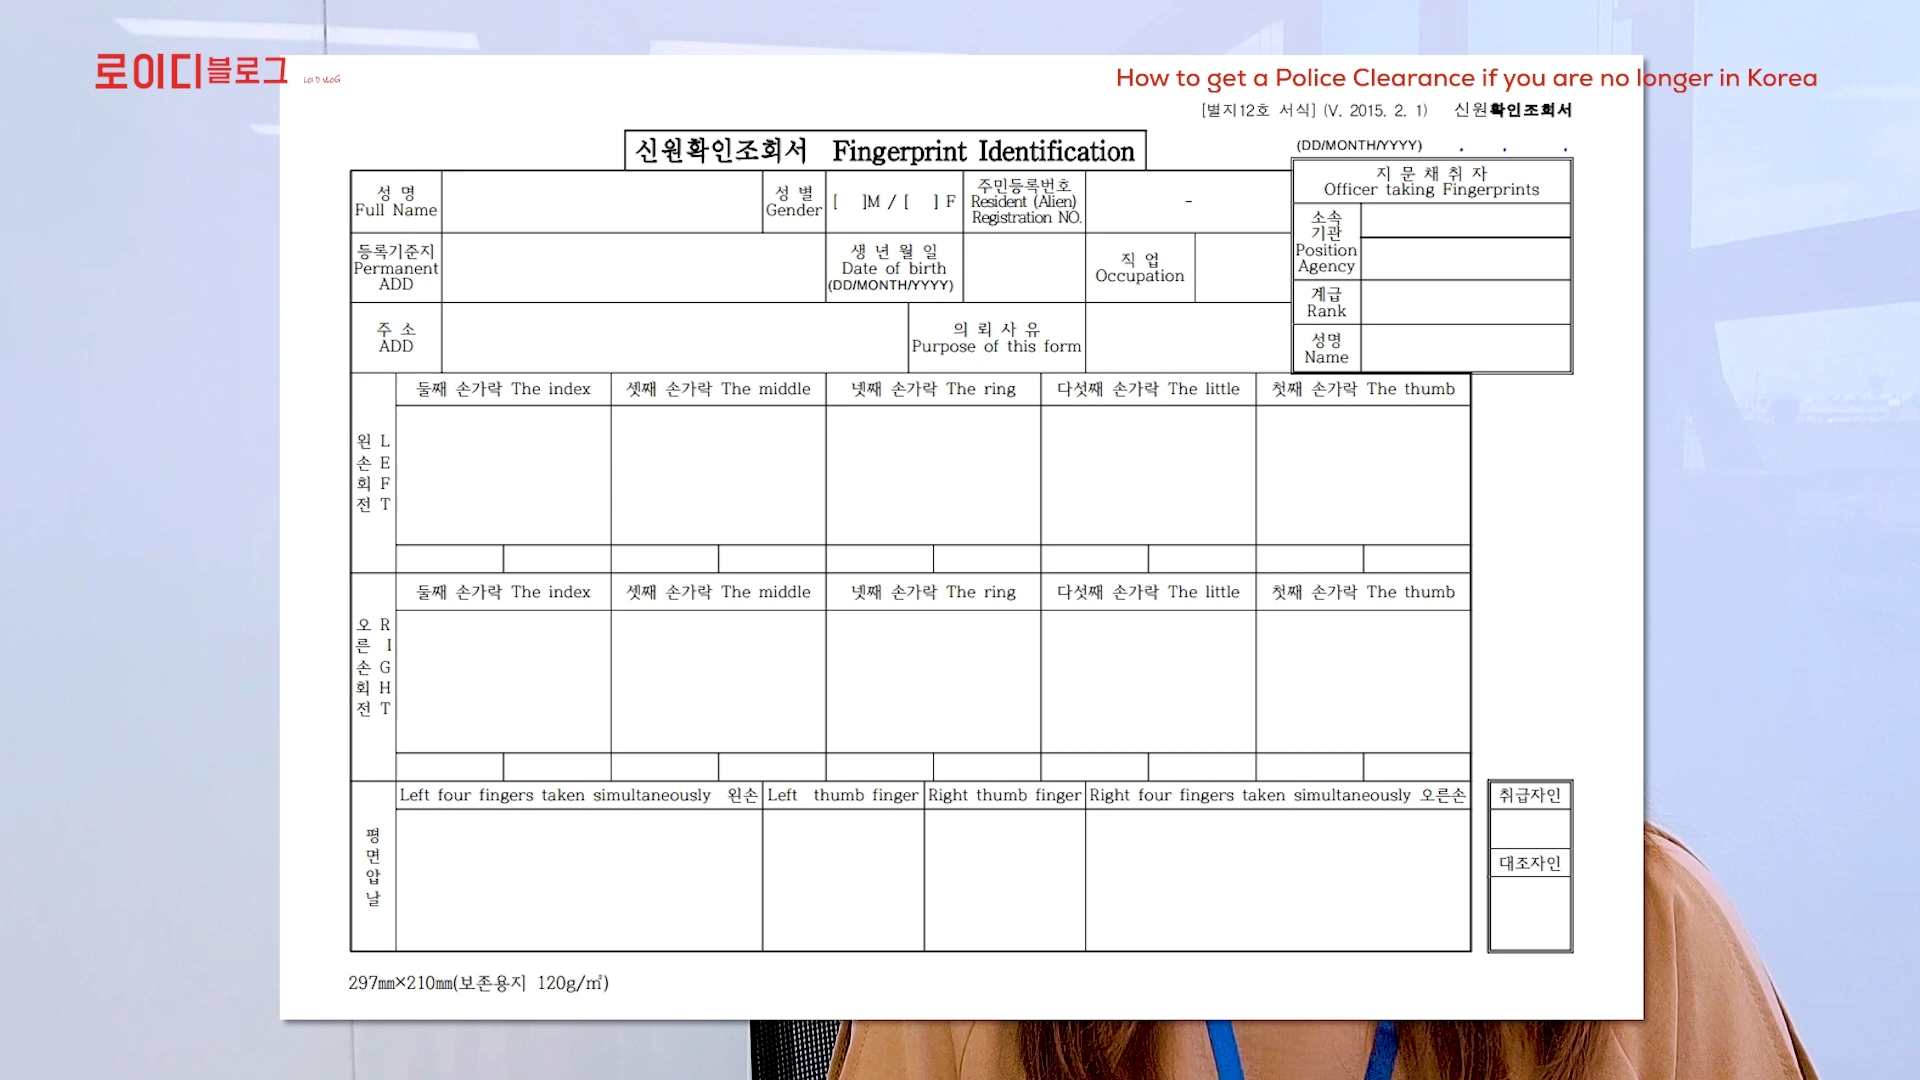 로이디블로그 LOID VLOG
How to get a Police Clearance if you are no longer in Korea
[별지12호 서식] (V. 2015. 2. 1) 신원확인조회서
신원확인조회서 Fingerprint Identification
(DD/MONTH/YYYY) . . .
성 명
Full Name
성 별
Gender
[ ]M / [ ] F
주민등록번호
Resident (Alien)
Registration NO.
-
지 문 채 취 자
Officer taking Fingerprints
소속
기관
Position
Agency
계급
Rank
성명
Name
등록기준지
Permanent
ADD
생 년 월 일
Date of birth
(DD/MONTH/YYYY)
직 업
Occupation
주 소
ADD
의 뢰 사 유
Purpose of this form
둘째 손가락 The index
셋째 손가락 The middle
넷째 손가락 The ring
다섯째 손가락 The little
첫째 손가락 The thumb
왼 L
손 E
회 F
전 T
둘째 손가락 The index
셋째 손가락 The middle
넷째 손가락 The ring
다섯째 손가락 The little
첫째 손가락 The thumb
오 R
른 I
손 G
회 H
전 T
Left four fingers taken simultaneously 왼손
Left thumb finger
Right thumb finger
Right four fingers taken simultaneously 오른손
평
면
압
날
취급자인
대조자인
297㎜×210㎜(보존용지 120g/㎡)